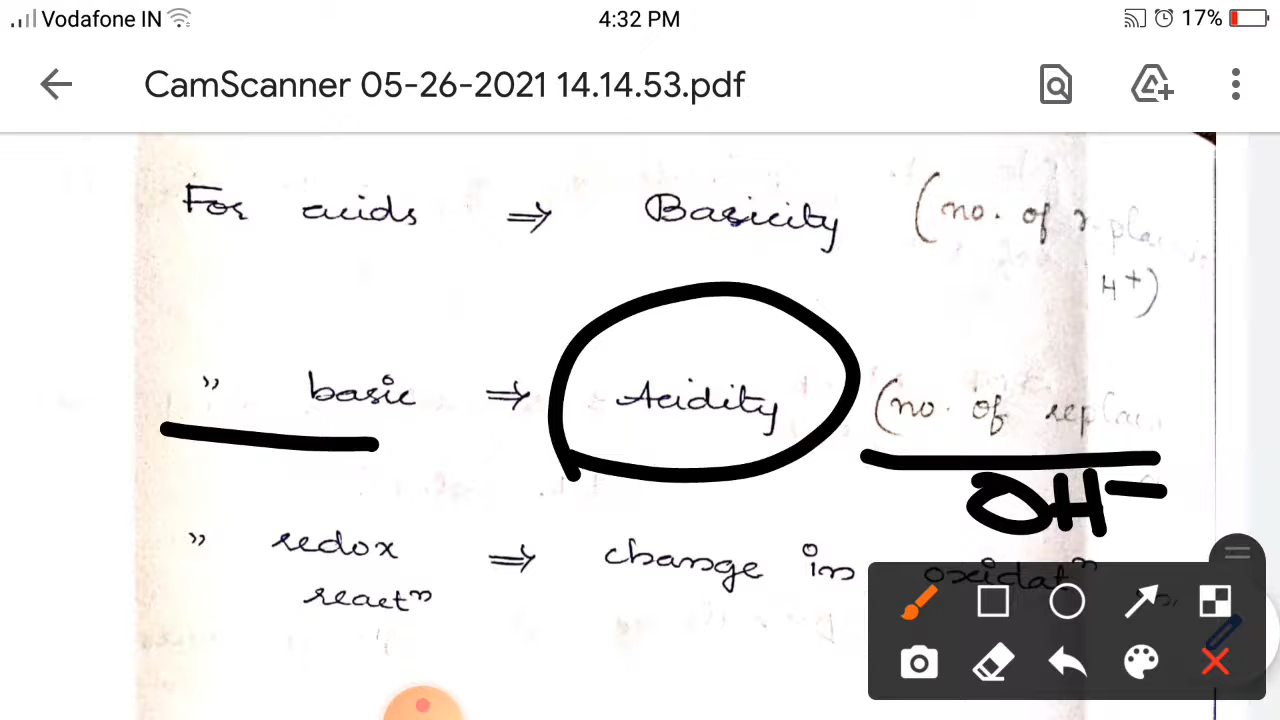 Vodafone IN 4:32 PM 17%
CamScanner 05-26-2021 14.14.53.pdf
For acids ⇒ Basicity (no. of
H+)
" basic ⇒ Acidity (no. of
OH-
" redox ⇒ change in oxidatn
reactn